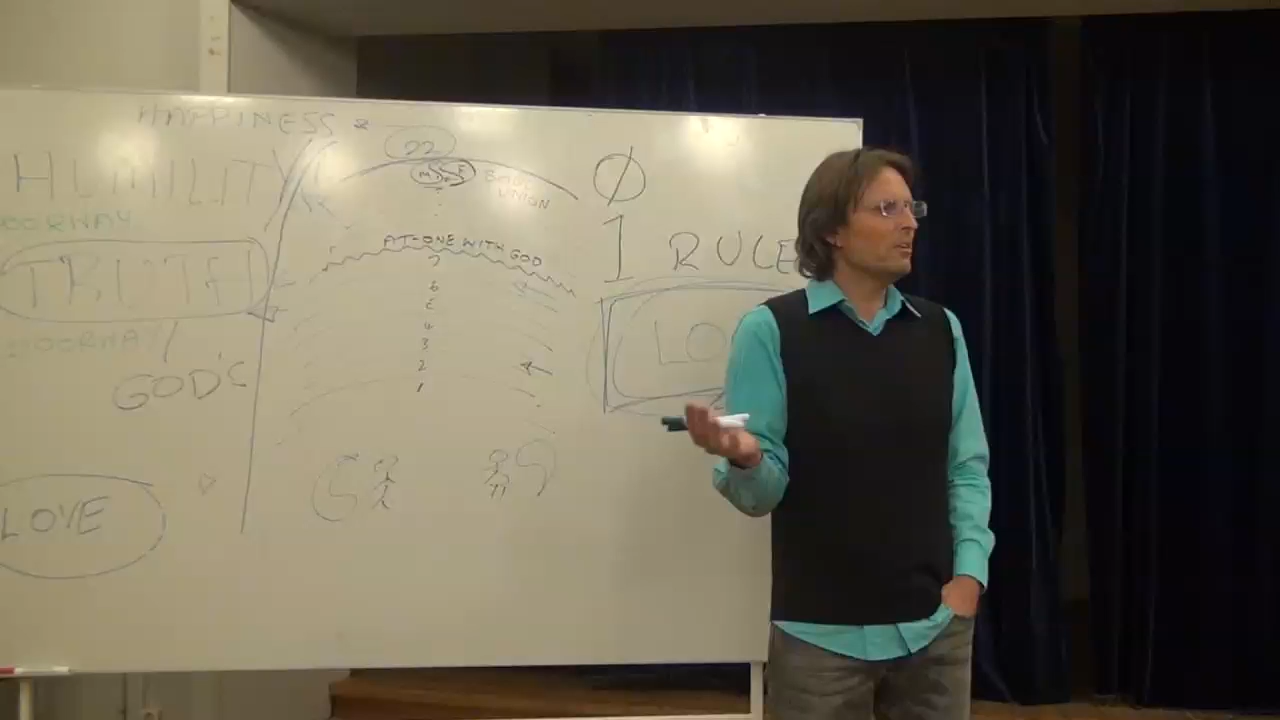 HAPPINESS &
HUMILITY
DOORWAY
TRUTH
DOORWAY
GOD'S
LOVE
22
SOUL
UNION
AT-ONE WITH GOD
7
6
5
4
3
2
1
Ø
1 RULE
LO